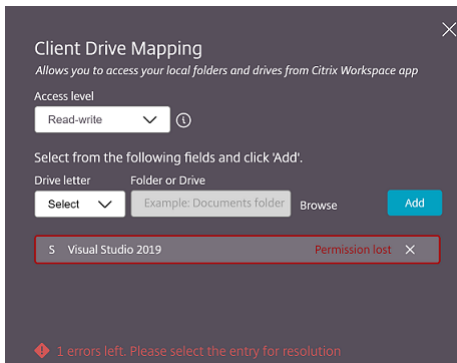 Client Drive Mapping
Allows you to access your local folders and drives from Citrix Workspace app
Access level
Read-write
Select from the following fields and click 'Add'.
Drive letter Folder or Drive
Select Example: Documents folder Browse Add
S Visual Studio 2019 Permission lost
1 errors left. Please select the entry for resolution